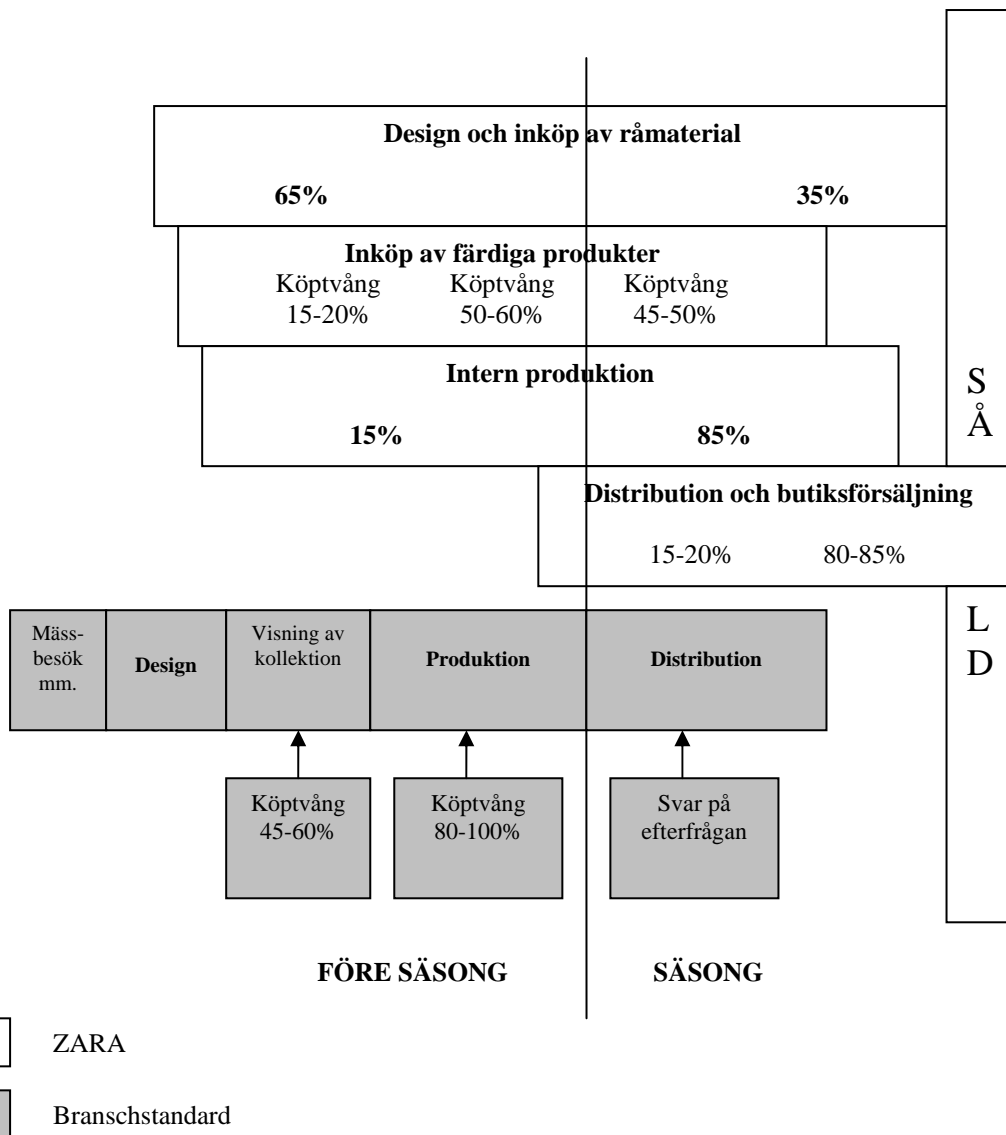 Design och inköp av råmaterial
65% 35%
Inköp av färdiga produkter
Köptvång Köptvång Köptvång
15-20% 50-60% 45-50%
Intern produktion
15% 85%
S
Å
Distribution och butiksförsäljning
15-20% 80-85%
L
D
Mäss-
besök
mm.
Design
Visning av
kollektion
Produktion
Distribution
Köptvång
45-60%
Köptvång
80-100%
Svar på
efterfrågan
FÖRE SÄSONG SÄSONG
ZARA
Branschstandard